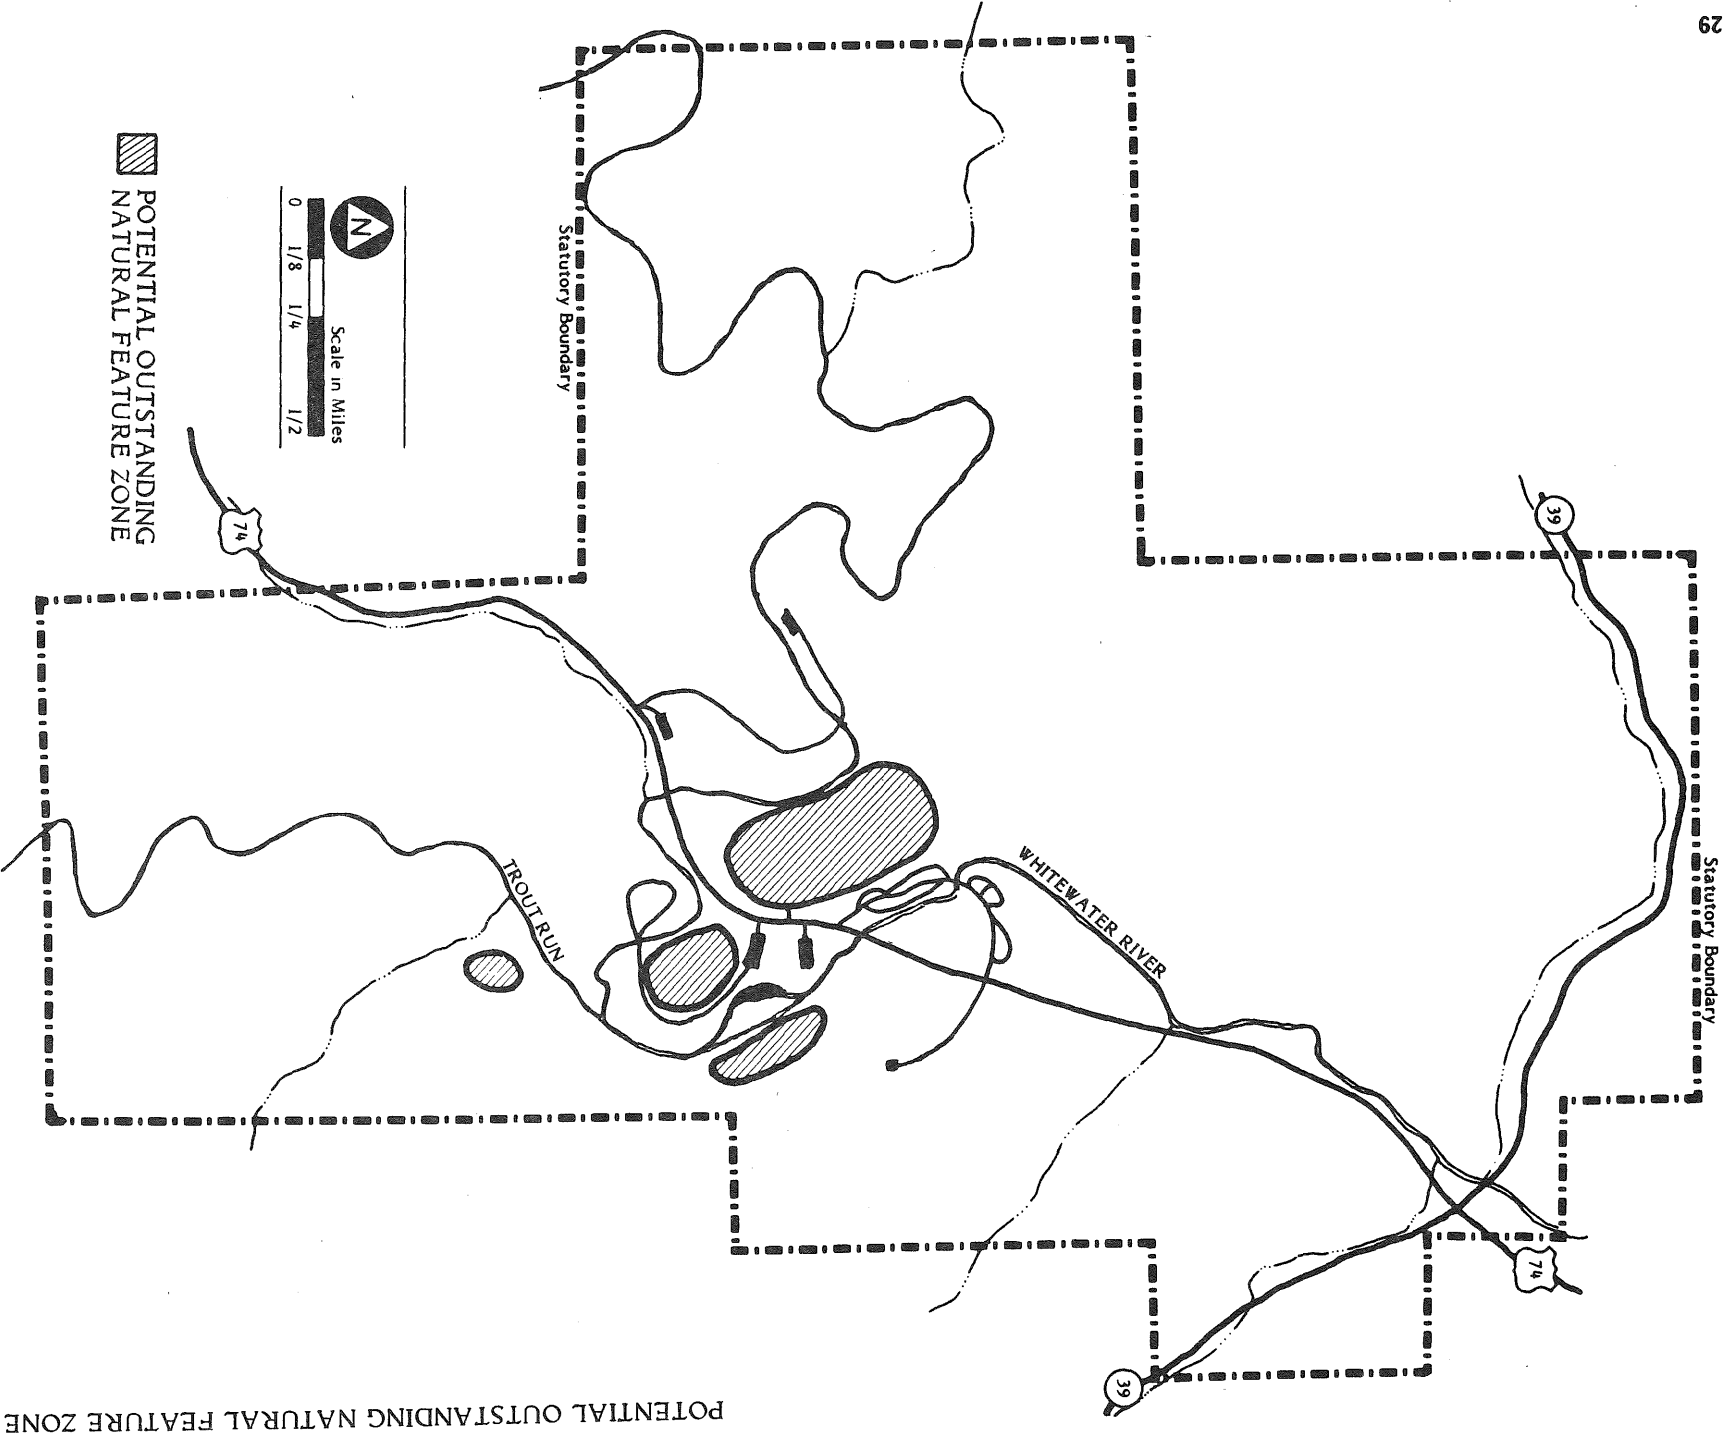 29
POTENTIAL OUTSTANDING
NATURAL FEATURE ZONE
N
Scale in Miles
0 1/8 1/4 1/2
Statutory Boundary
74
39
Statutory Boundary
WHITEWATER RIVER
TROUT RUN
74
39
POTENTIAL OUTSTANDING NATURAL FEATURE ZONE